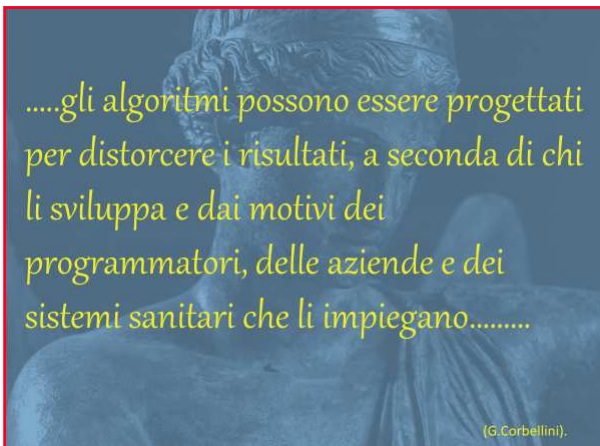 .....gli algoritmi possono essere progettati
per distorcere i risultati, a seconda di chi
li sviluppa e dai motivi dei
programmatori, delle aziende e dei
sistemi sanitari che li impiegano.........
(G.Corbellini).